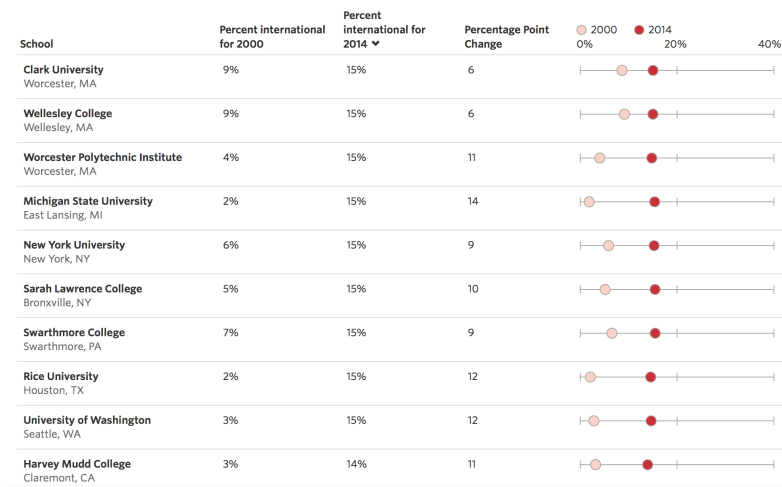 School
Percent international
for 2000
Percent
international for
2014
Percentage Point
Change
2000 2014
0% 20% 40%
Clark University 9% 15% 6
Worcester, MA
Wellesley College 9% 15% 6
Wellesley, MA
Worcester Polytechnic Institute 4% 15% 11
Worcester, MA
Michigan State University 2% 15% 14
East Lansing, MI
New York University 6% 15% 9
New York, NY
Sarah Lawrence College 5% 15% 10
Bronxville, NY
Swarthmore College 7% 15% 9
Swarthmore, PA
Rice University 2% 15% 12
Houston, TX
University of Washington 3% 15% 12
Seattle, WA
Harvey Mudd College 3% 14% 11
Claremont, CA